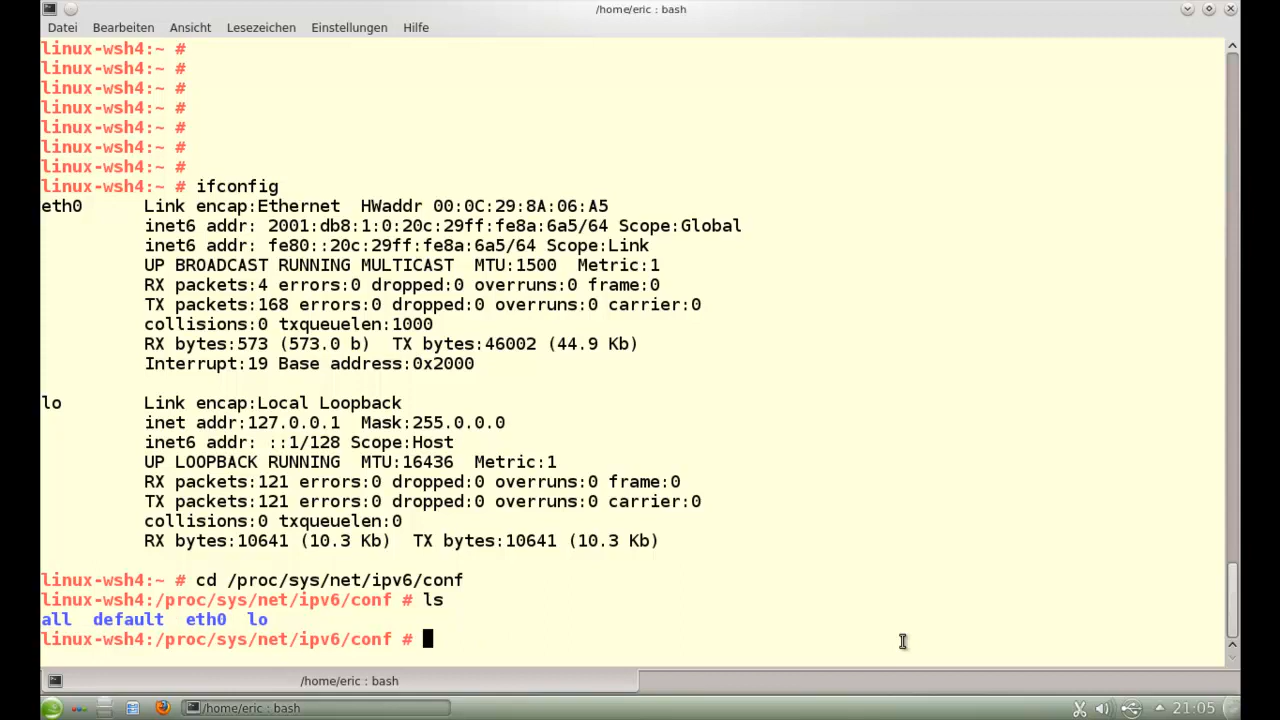 /home/eric : bash
Datei Bearbeiten Ansicht Lesezeichen Einstellungen Hilfe
linux-wsh4:~ #
linux-wsh4:~ #
linux-wsh4:~ #
linux-wsh4:~ #
linux-wsh4:~ #
linux-wsh4:~ #
linux-wsh4:~ #
linux-wsh4:~ # ifconfig
eth0 Link encap:Ethernet HWaddr 00:0C:29:8A:06:A5
inet6 addr: 2001:db8:1:0:20c:29ff:fe8a:6a5/64 Scope:Global
inet6 addr: fe80::20c:29ff:fe8a:6a5/64 Scope:Link
UP BROADCAST RUNNING MULTICAST MTU:1500 Metric:1
RX packets:4 errors:0 dropped:0 overruns:0 frame:0
TX packets:168 errors:0 dropped:0 overruns:0 carrier:0
collisions:0 txqueuelen:1000
RX bytes:573 (573.0 b) TX bytes:46002 (44.9 Kb)
Interrupt:19 Base address:0x2000
lo Link encap:Local Loopback
inet addr:127.0.0.1 Mask:255.0.0.0
inet6 addr: ::1/128 Scope:Host
UP LOOPBACK RUNNING MTU:16436 Metric:1
RX packets:121 errors:0 dropped:0 overruns:0 frame:0
TX packets:121 errors:0 dropped:0 overruns:0 carrier:0
collisions:0 txqueuelen:0
RX bytes:10641 (10.3 Kb) TX bytes:10641 (10.3 Kb)
linux-wsh4:~ # cd /proc/sys/net/ipv6/conf
linux-wsh4:/proc/sys/net/ipv6/conf # ls
all default eth0 lo
linux-wsh4:/proc/sys/net/ipv6/conf #
/home/eric : bash
/home/eric : bash
21:05